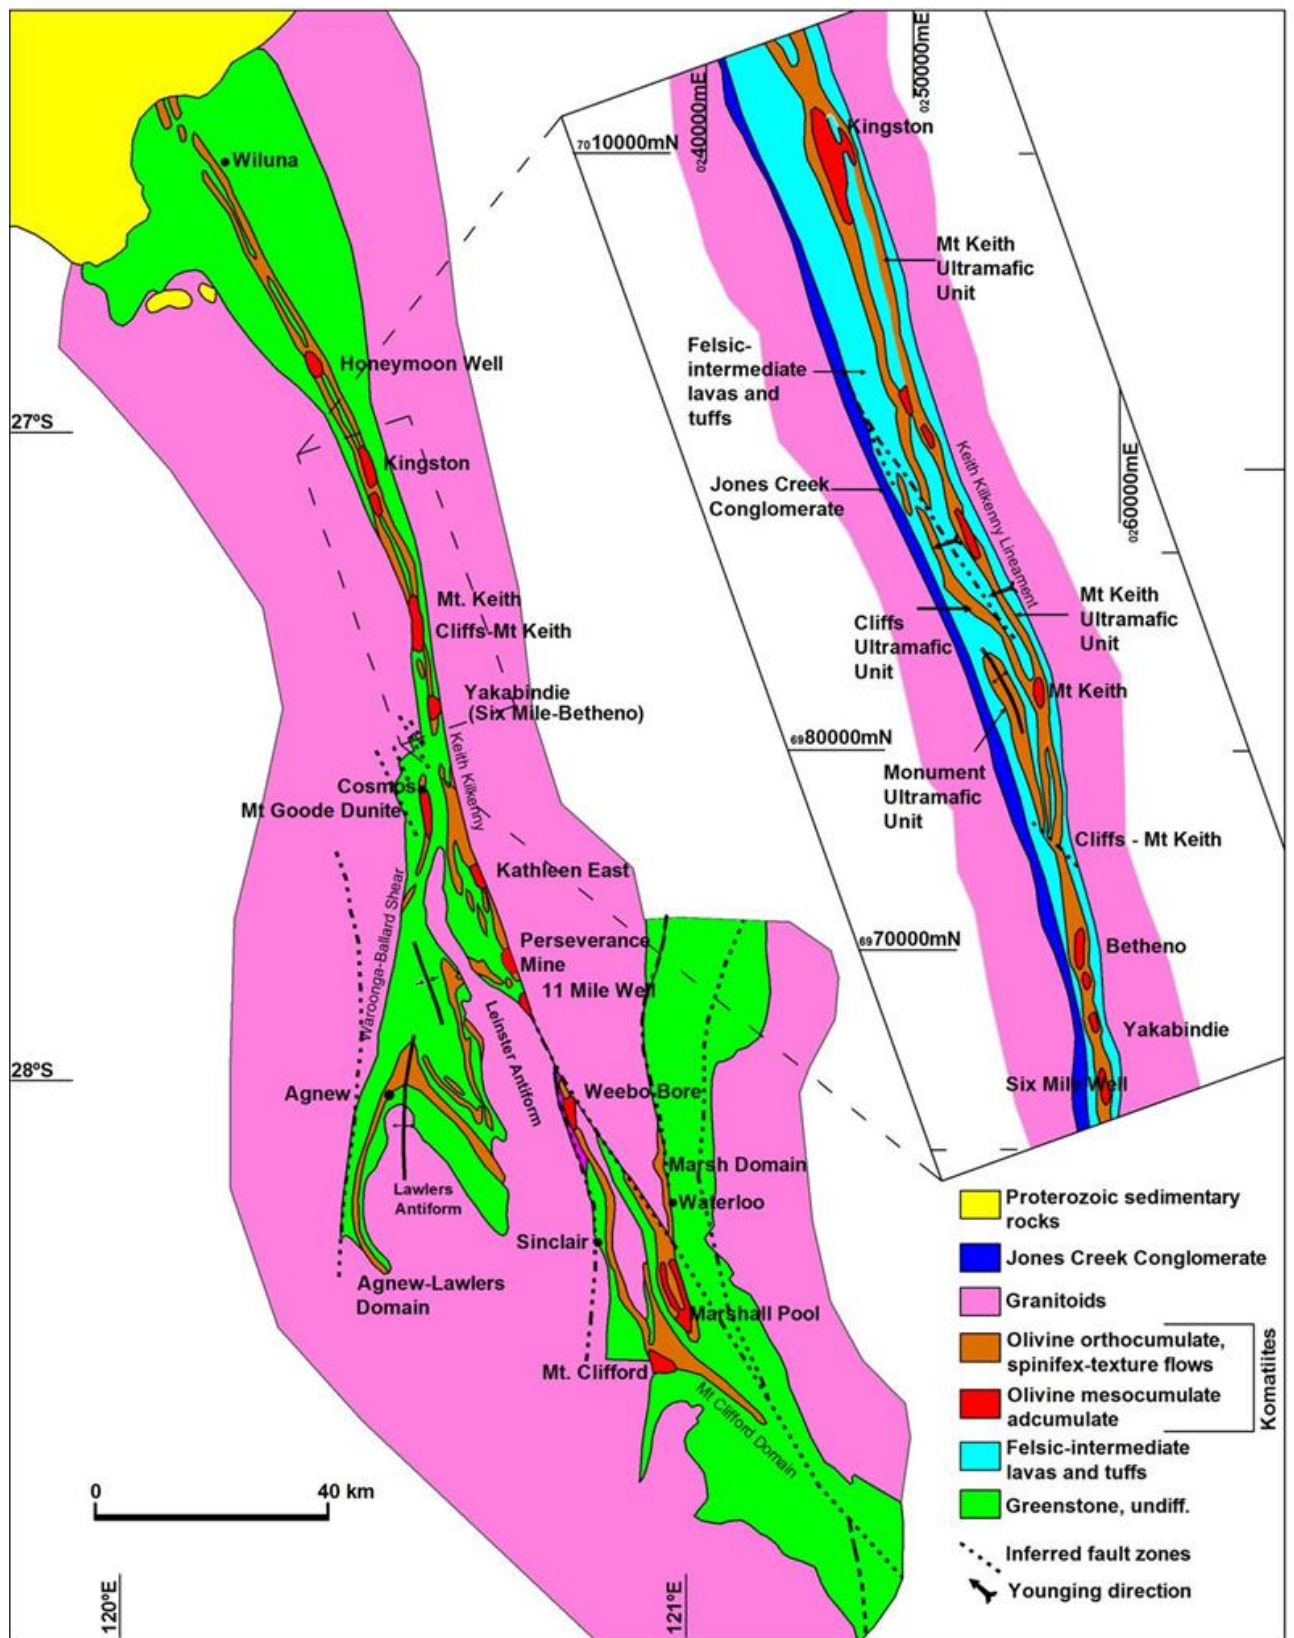 Wiluna
Honeymoon Well
27°S
Kingston
Mt. Keith
Cliffs-Mt Keith
Yakabindie
(Six Mile-Betheno)
Keith Kilkenny
Cosmos
Mt Goode Dunite
Kathleen East
Waroonga-Ballard Shear
Perseverance
Mine
11 Mile Well
Leinster Antiform
28°S
Agnew
Weebo Bore
Marsh Domain
Lawlers
Antiform
Waterloo
Sinclair
Agnew-Lawlers
Domain
Marshall Pool
Mt. Clifford
Mt Clifford Domain
0
40 km
120°E
121°E
0250000mE
0240000mE
7010000mN
Kingston
Mt Keith
Ultramafic
Unit
Felsic-
intermediate
lavas and
tuffs
Keith Kilkenny Lineament
0260000mE
Jones Creek
Conglomerate
Mt Keith
Ultramafic
Unit
Cliffs
Ultramafic
Unit
Mt Keith
6980000mN
Monument
Ultramafic
Unit
Cliffs - Mt Keith
6970000mN
Betheno
Yakabindie
Six Mile Well
Proterozoic sedimentary
rocks
Jones Creek Conglomerate
Granitoids
Olivine orthocumulate,
spinifex-texture flows
Olivine mesocumulate
adcumulate
Komatiites
Felsic-intermediate
lavas and tuffs
Greenstone, undiff.
Inferred fault zones
Younging direction